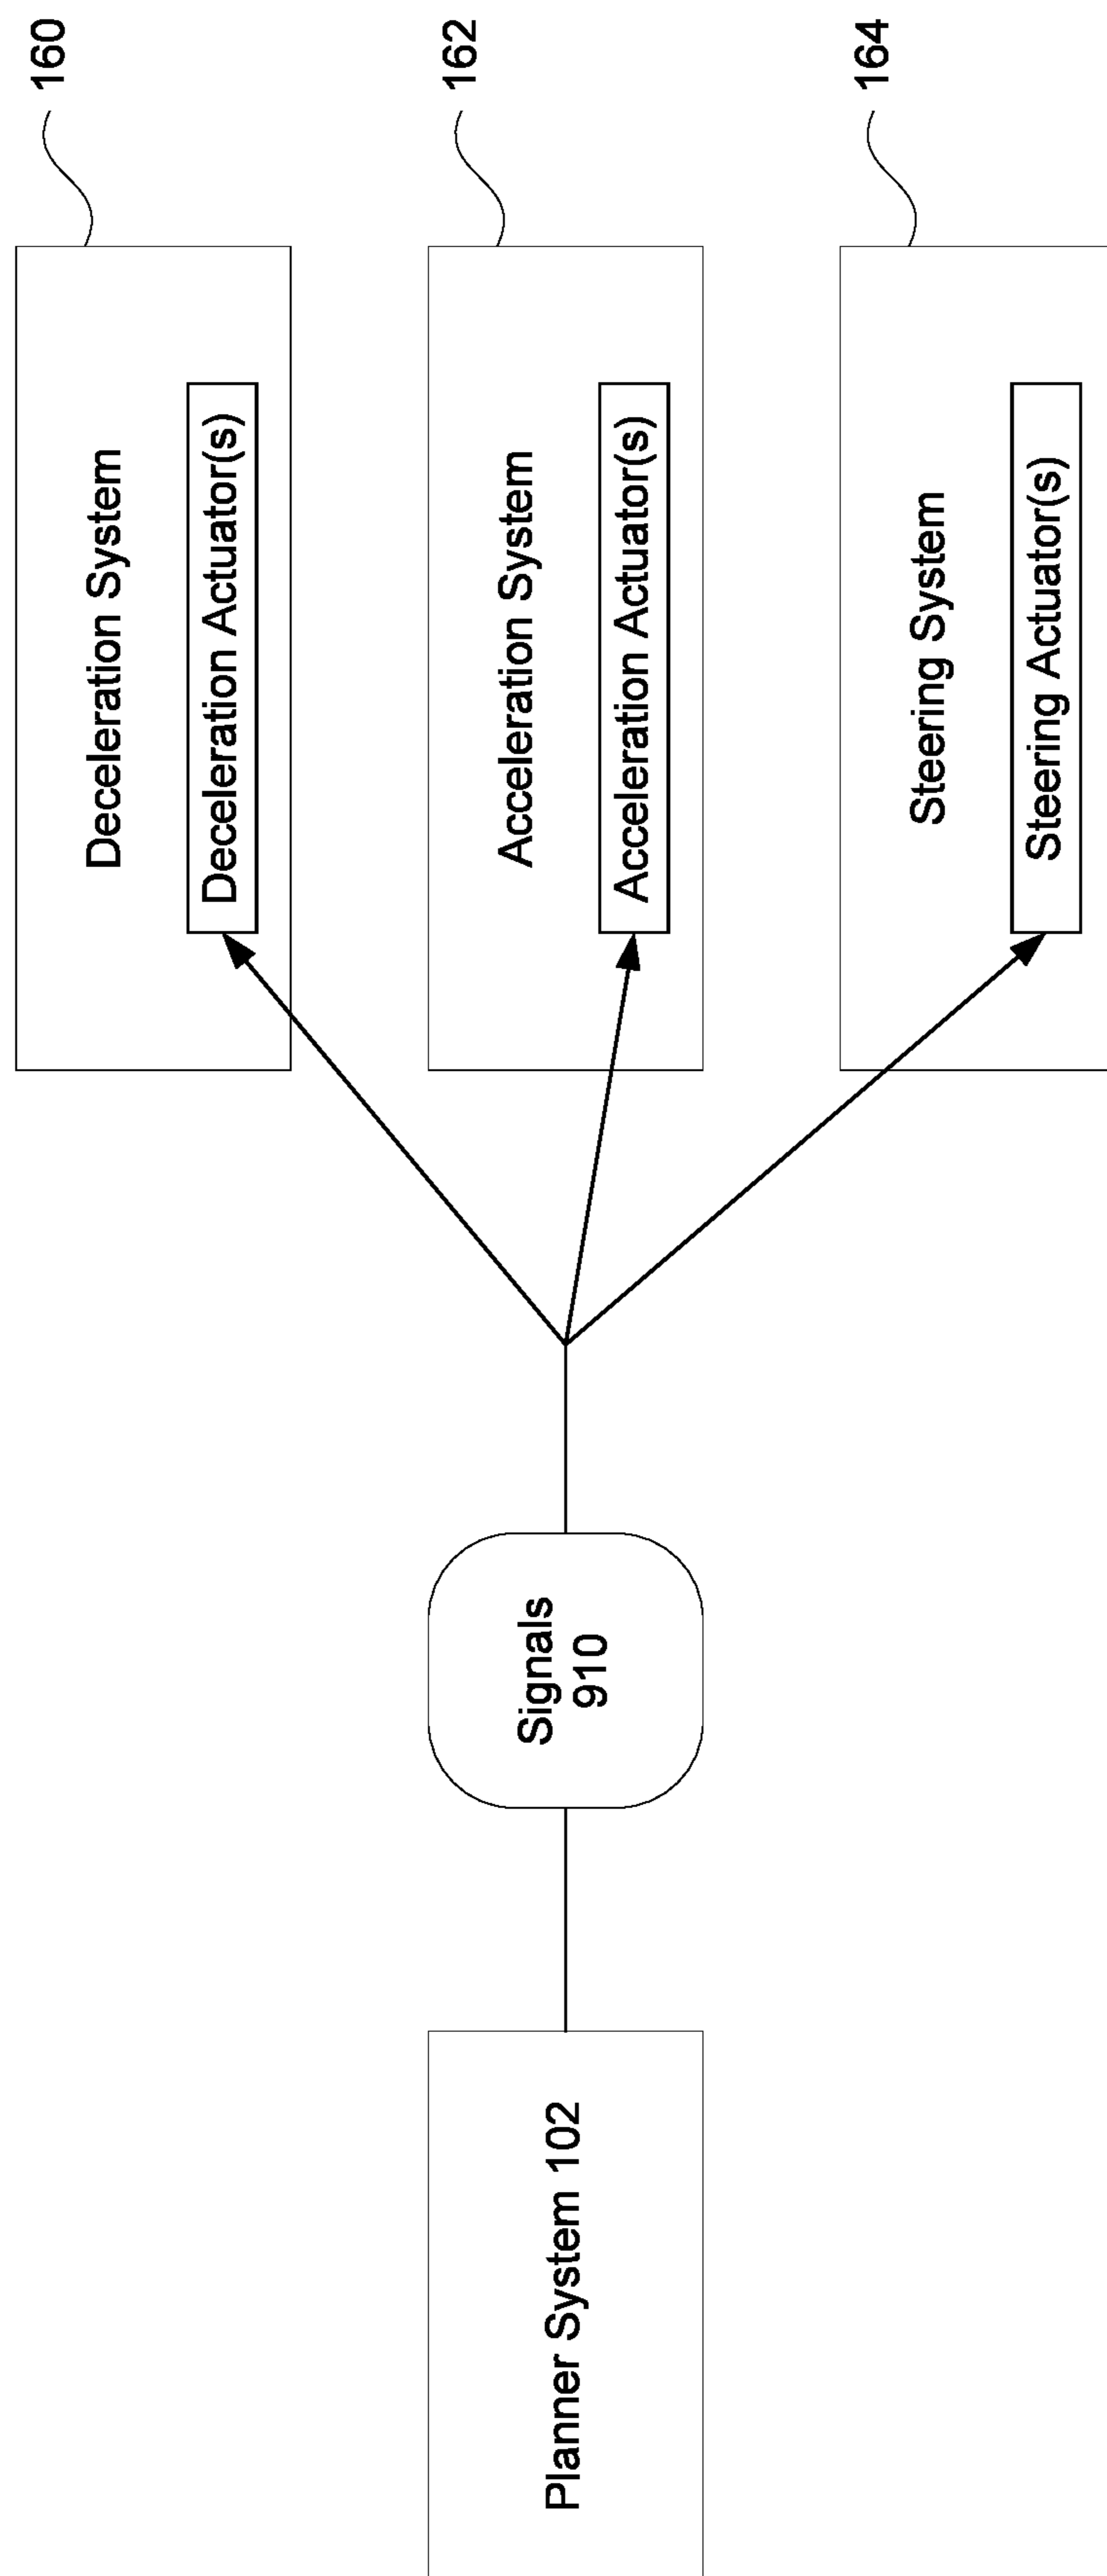 Planner System 102
Signals
910
Deceleration System
Deceleration Actuator(s)
160
Acceleration System
Acceleration Actuator(s)
162
Steering System
Steering Actuator(s)
164